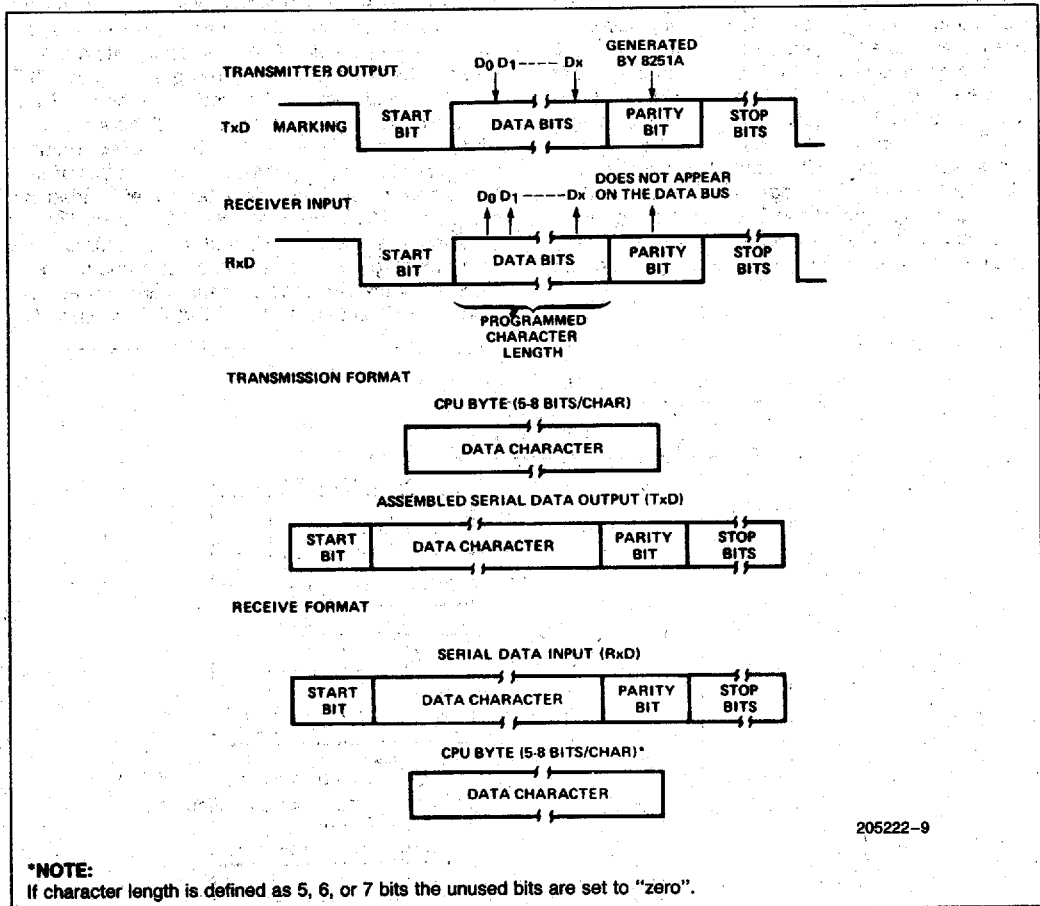 GENERATED
BY 8251A
TRANSMITTER OUTPUT
D0 D1 ---- Dx
TxD MARKING
START
BIT
DATA BITS
PARITY
BIT
STOP
BITS
DOES NOT APPEAR
ON THE DATA BUS
RECEIVER INPUT
D0 D1 ----- Dx
RxD
START
BIT
DATA BITS
PARITY
BIT
STOP
BITS
PROGRAMMED
CHARACTER
LENGTH
TRANSMISSION FORMAT
CPU BYTE (5-8 BITS/CHAR)
DATA CHARACTER
ASSEMBLED SERIAL DATA OUTPUT (TxD)
START
BIT
DATA CHARACTER
PARITY
BIT
STOP
BITS
RECEIVE FORMAT
SERIAL DATA INPUT (RxD)
START
BIT
DATA CHARACTER
PARITY
BIT
STOP
BITS
CPU BYTE (5-8 BITS/CHAR)*
DATA CHARACTER
205222-9
*NOTE:
If character length is defined as 5, 6, or 7 bits the unused bits are set to "zero".